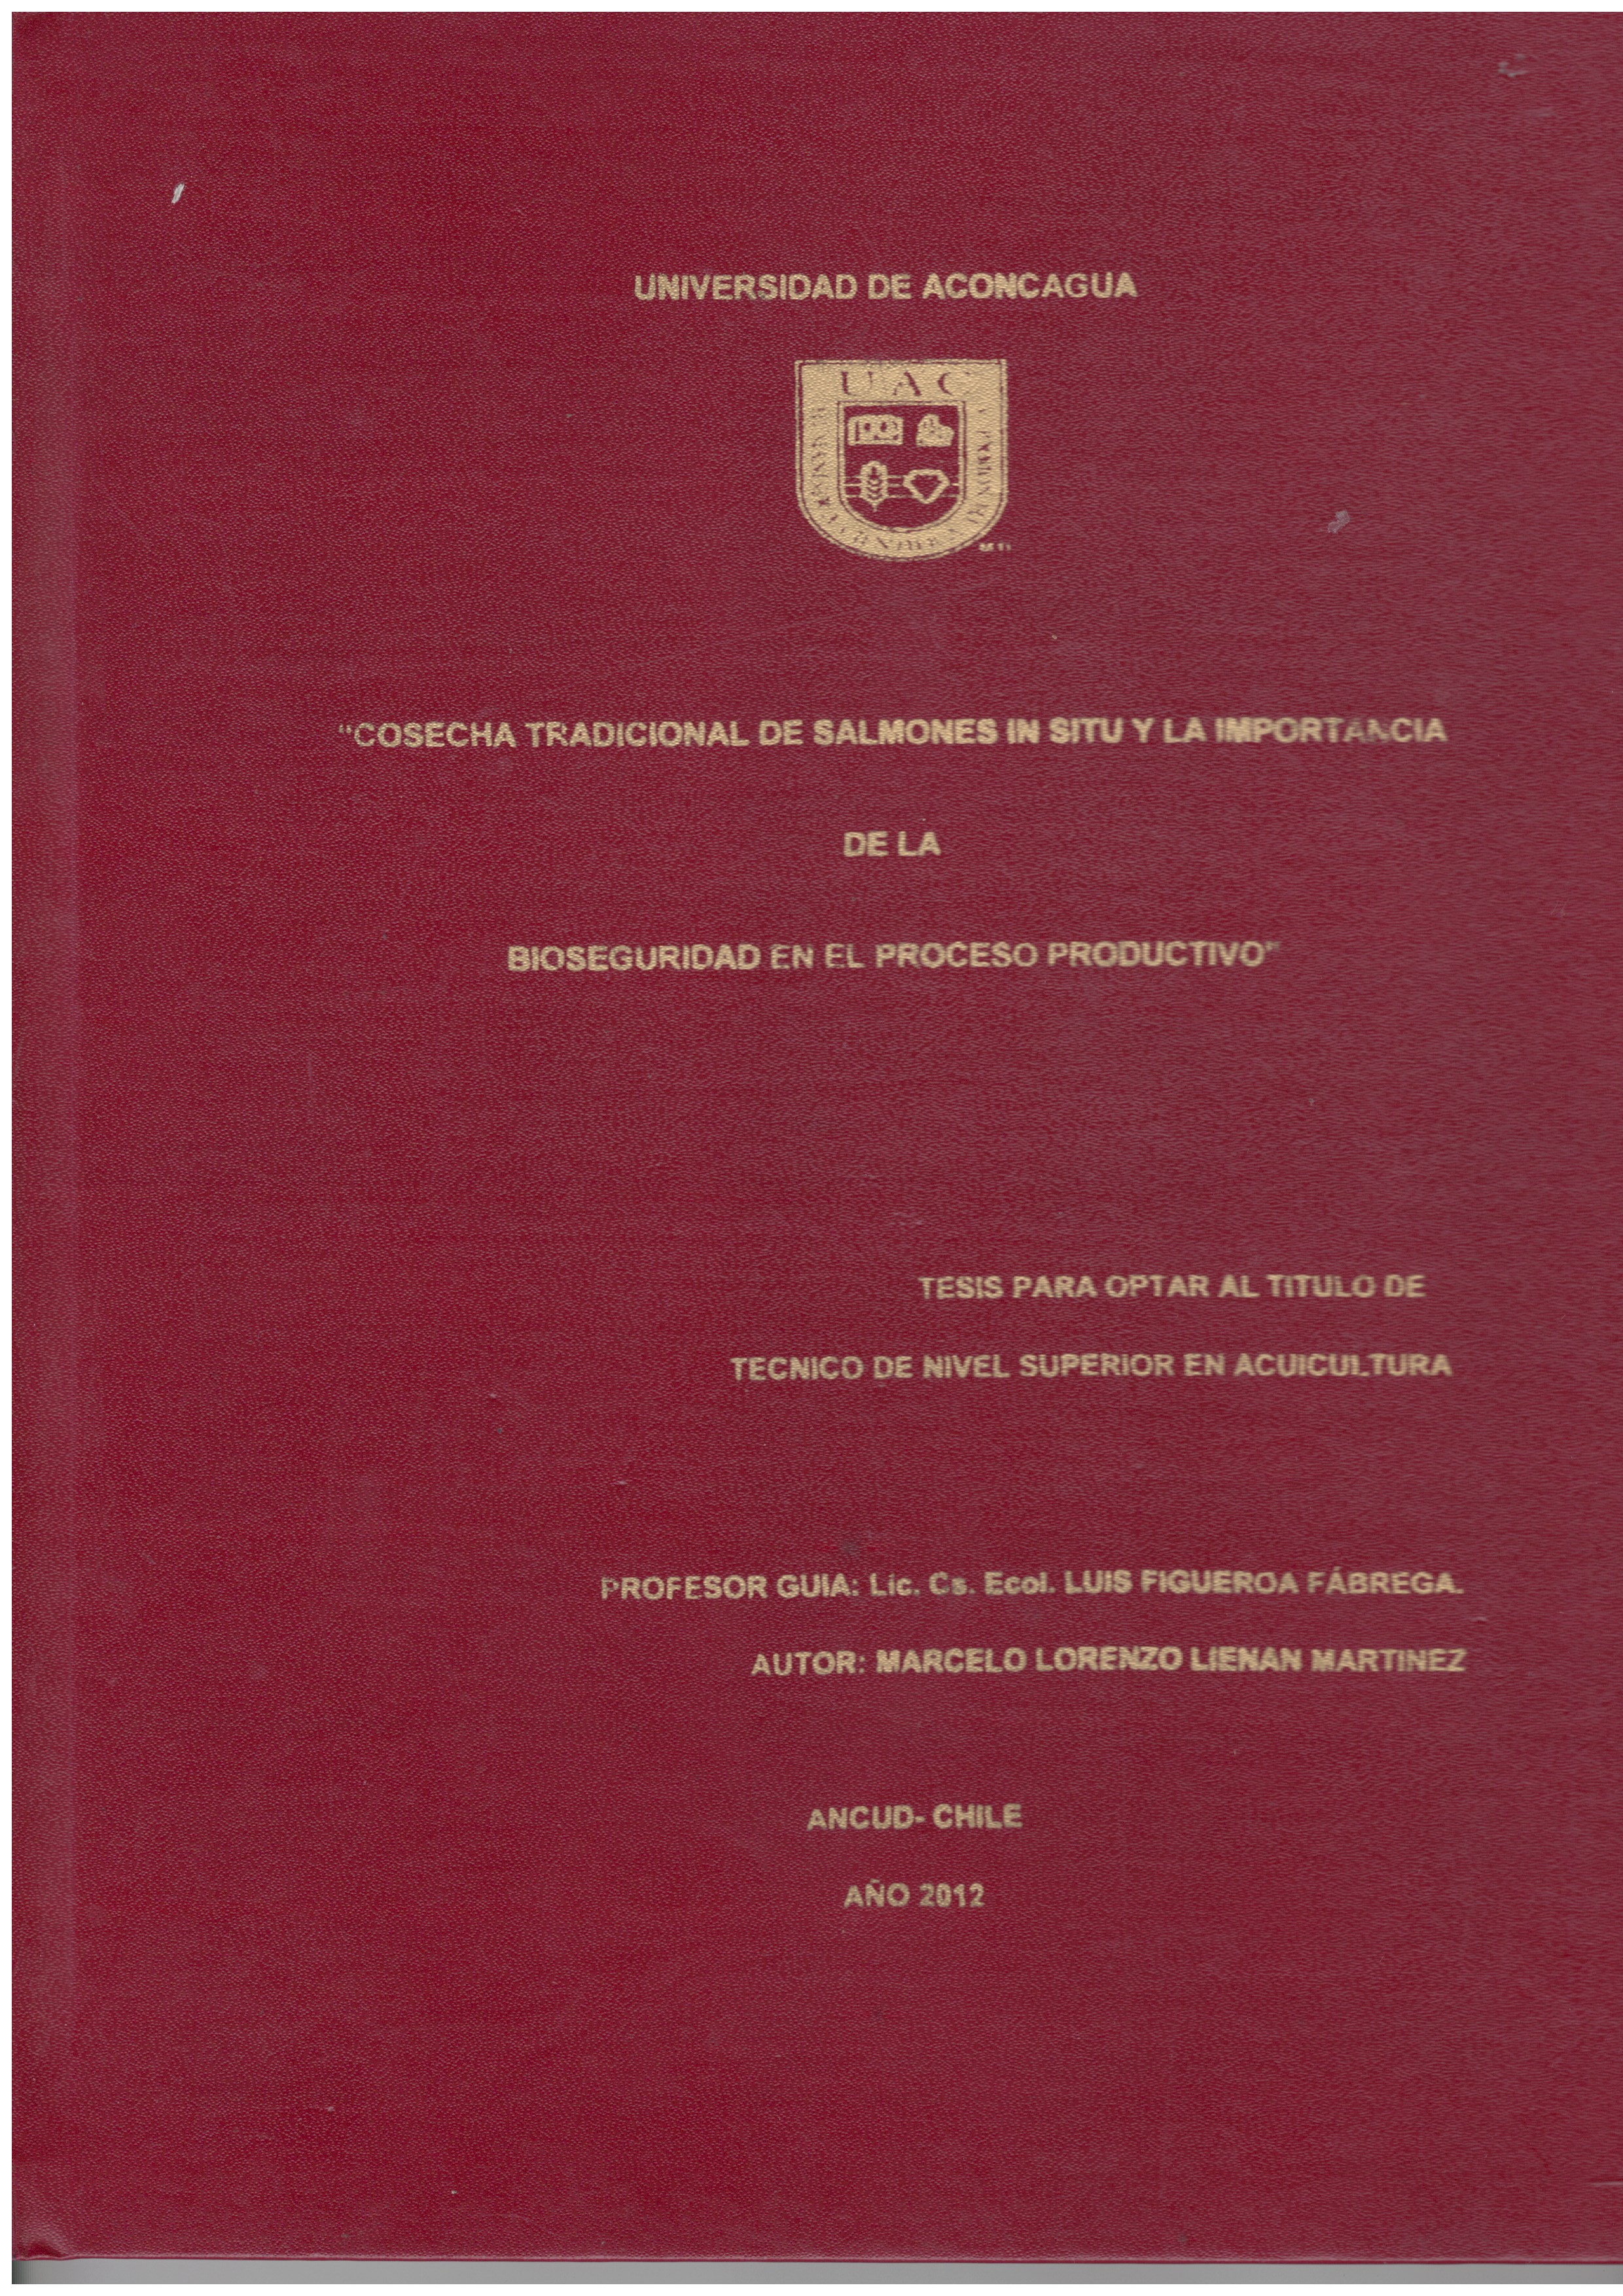 UNIVERSIDAD DE ACONCAGUA
UAC
"COSECHA TRADICIONAL DE SALMONES IN SITU Y LA IMPORTANCIA
DE LA
BIOSEGURIDAD EN EL PROCESO PRODUCTIVO"
TESIS PARA OPTAR AL TITULO DE
TECNICO DE NIVEL SUPERIOR EN ACUICULTURA
PROFESOR GUIA: Lic. Cs. Ecol. LUIS FIGUEROA FÁBREGA.
AUTOR: MARCELO LORENZO LIENAN MARTINEZ
ANCUD- CHILE
AÑO 2012